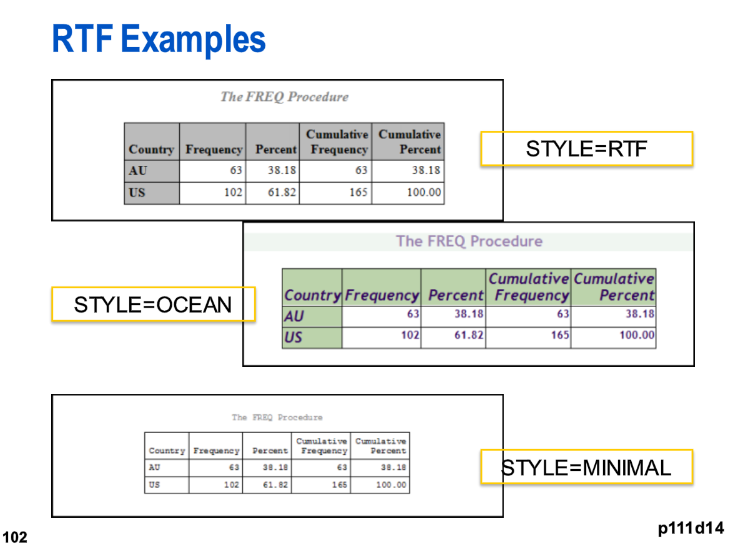 RTF Examples
The FREQ Procedure
Cumulative Cumulative
Country Frequency Percent Frequency Percent
AU 63 38.18 63 38.18
US 102 61.82 165 100.00
STYLE=RTF
The FREQ Procedure
Cumulative Cumulative
Country Frequency Percent Frequency Percent
AU 63 38.18 63 38.18
US 102 61.82 165 100.00
STYLE=OCEAN
The FREQ Procedure
Cumulative Cumulative
Country Frequency Percent Frequency Percent
AU 63 38.18 63 38.18
US 102 61.82 165 100.00
STYLE=MINIMAL
102
p111d14